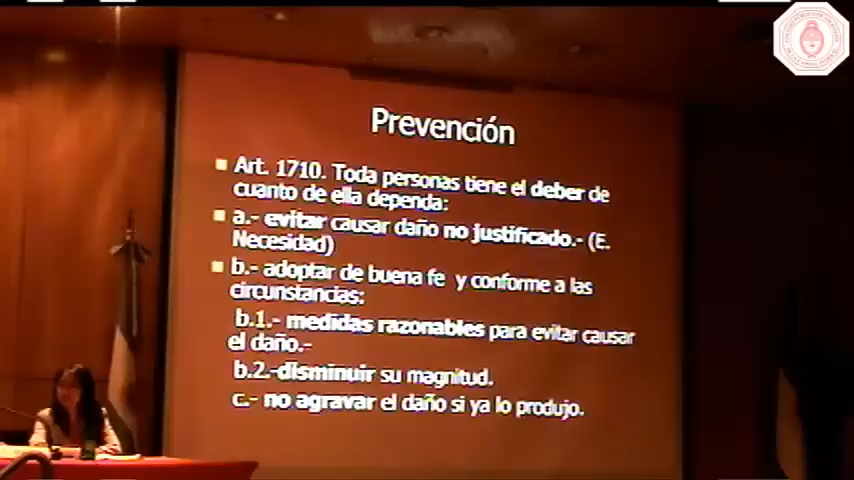 Prevención
Art. 1710. Toda personas tiene el deber de
cuanto de ella dependa:
a.- evitar causar daño no justificado.- (E.
Necesidad)
b.- adoptar de buena fe y conforme a las
circunstancias:
b.1.- medidas razonables para evitar causar
el daño.-
b.2.-disminuir su magnitud.
c.- no agravar el daño si ya lo produjo.